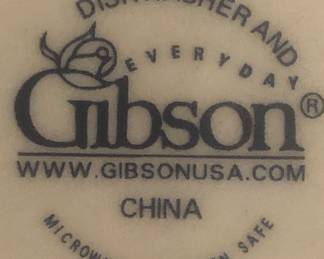 DISHWASHER AND
EVERYDAY
Gibson®
WWW.GIBSONUSA.COM
CHINA
SAFE